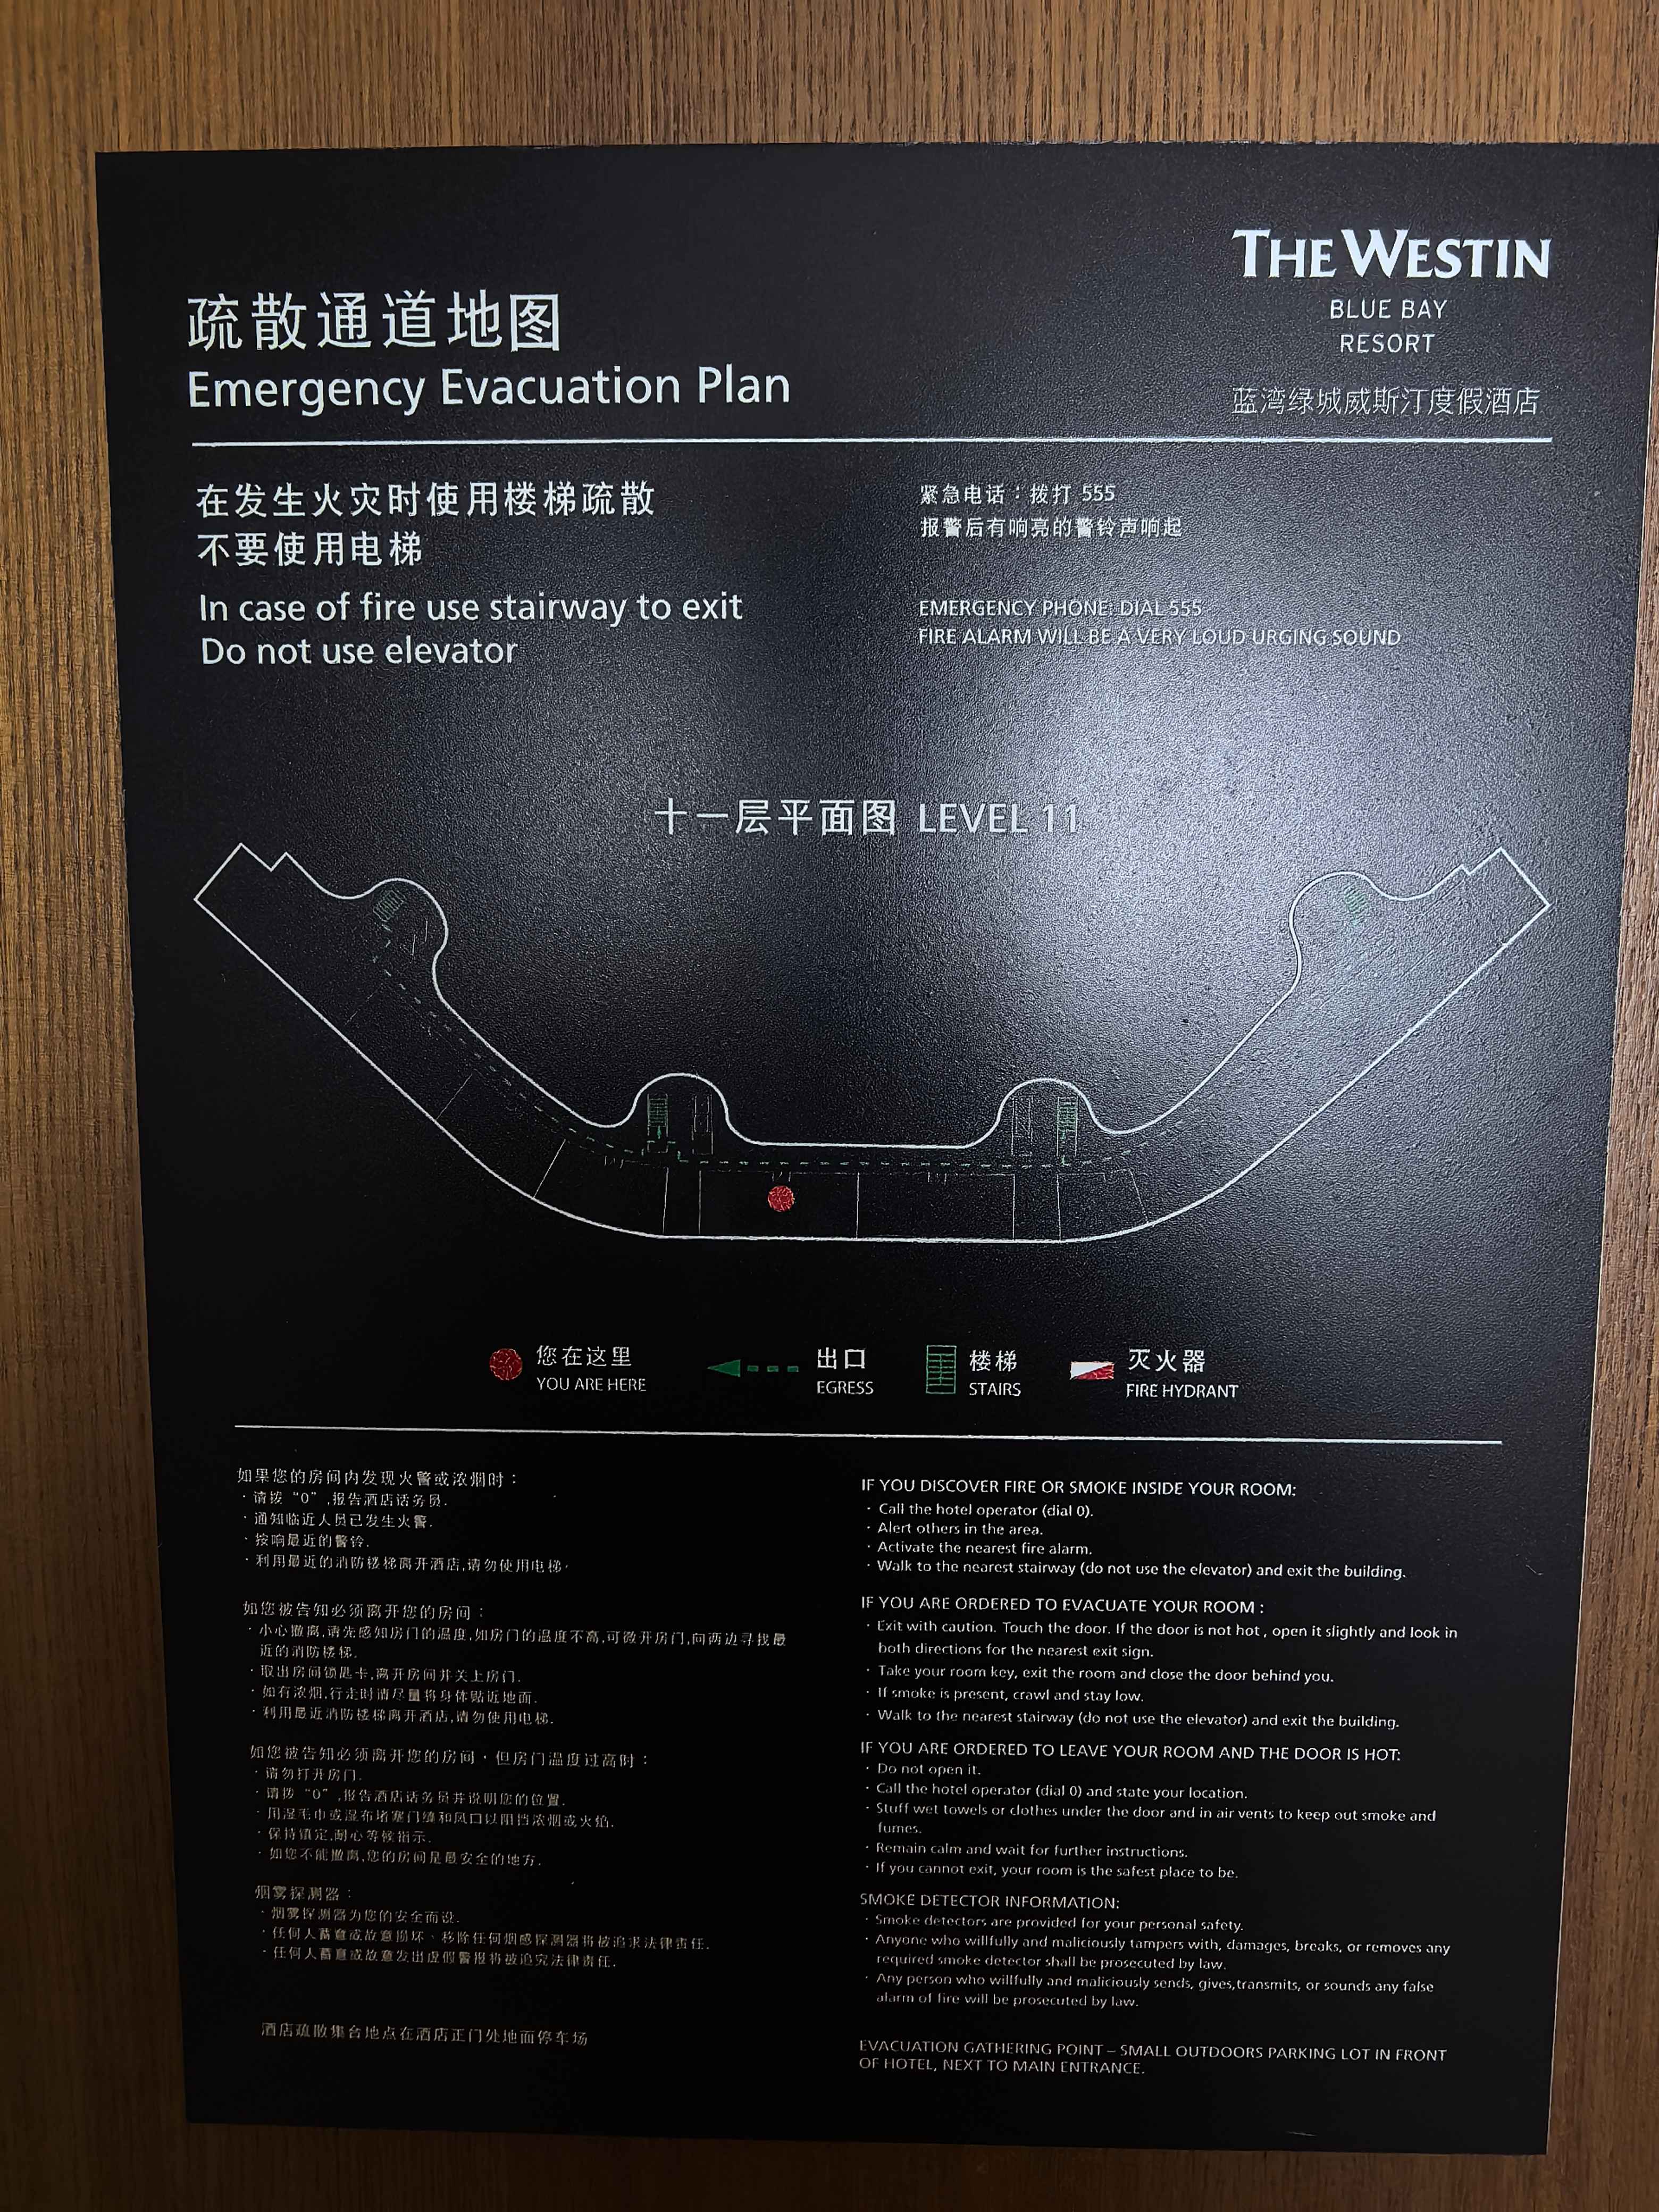 THE WESTIN
BLUE BAY
RESORT
蓝湾绿城威斯汀度假酒店
疏散通道地图
Emergency Evacuation Plan
在发生火灾时使用楼梯疏散
不要使用电梯
In case of fire use stairway to exit
Do not use elevator
紧急电话：拨打 555
报警后有响亮的警铃声响起
EMERGENCY PHONE: DIAL 555
FIRE ALARM WILL BE A VERY LOUD URGING SOUND
十一层平面图 LEVEL 11
您在这里
YOU ARE HERE
出口
EGRESS
楼梯
STAIRS
灭火器
FIRE HYDRANT
如果您的房间内发现火警或浓烟时：
· 请拨“0”,报告酒店话务员.
· 通知临近人员已发生火警.
· 按响最近的警铃.
· 利用最近的消防楼梯离开酒店,请勿使用电梯·
如您被告知必须离开您的房间：
· 小心撤离,请先感知房门的温度,如房门的温度不高,可微开房门,向两边寻找最
近的消防楼梯.
· 取出房间锁匙卡,离开房间并关上房门.
· 如有浓烟,行走时请尽量将身体贴近地面.
· 利用最近消防楼梯离开酒店,请勿使用电梯.
如您被告知必须离开您的房间，但房门温度过高时：
· 请勿打开房门.
· 请拨“0”,报告酒店话务员并说明您的位置.
· 用湿毛巾或湿布堵塞门缝和风口以阻挡浓烟或火焰.
· 保持镇定,耐心等候指示.
· 如您不能撤离,您的房间是最安全的地方.
烟雾探测器：
· 烟雾探测器为您的安全而设.
· 任何人蓄意或故意损坏、移除任何烟感探测器将被追求法律责任.
· 任何人蓄意或故意发出虚假警报将被追究法律责任.
酒店疏散集合地点在酒店正门处地面停车场
IF YOU DISCOVER FIRE OR SMOKE INSIDE YOUR ROOM:
· Call the hotel operator (dial 0).
· Alert others in the area.
· Activate the nearest fire alarm.
· Walk to the nearest stairway (do not use the elevator) and exit the building.
IF YOU ARE ORDERED TO EVACUATE YOUR ROOM :
· Exit with caution. Touch the door. If the door is not hot , open it slightly and look in
both directions for the nearest exit sign.
· Take your room key, exit the room and close the door behind you.
· If smoke is present, crawl and stay low.
· Walk to the nearest stairway (do not use the elevator) and exit the building.
IF YOU ARE ORDERED TO LEAVE YOUR ROOM AND THE DOOR IS HOT:
· Do not open it.
· Call the hotel operator (dial 0) and state your location.
· Stuff wet towels or clothes under the door and in air vents to keep out smoke and
fumes.
· Remain calm and wait for further instructions.
· If you cannot exit, your room is the safest place to be.
SMOKE DETECTOR INFORMATION:
· Smoke detectors are provided for your personal safety.
· Anyone who willfully and maliciously tampers with, damages, breaks, or removes any
required smoke detector shall be prosecuted by law.
· Any person who willfully and maliciously sends, gives,transmits, or sounds any false
alarm of fire will be prosecuted by law.
EVACUATION GATHERING POINT – SMALL OUTDOORS PARKING LOT IN FRONT
OF HOTEL, NEXT TO MAIN ENTRANCE.